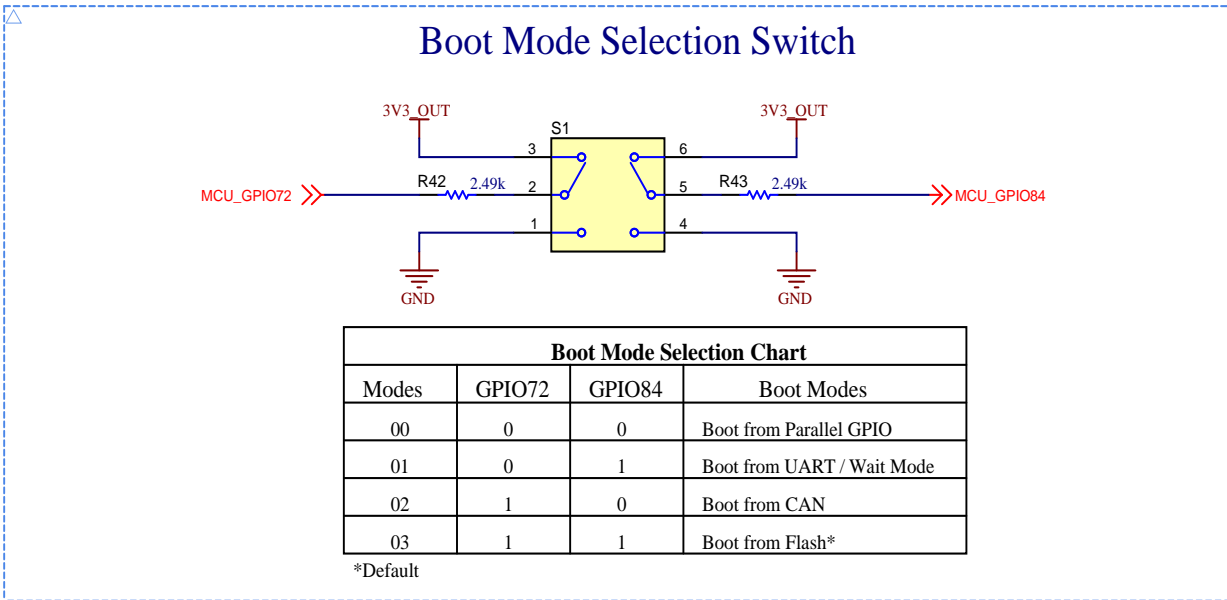 Boot Mode Selection Switch
3V3_OUT 3V3_OUT
S1
3 6
MCU_GPIO72 R42 2.49k 2 5 R43 2.49k MCU_GPIO84
1 4
GND GND
Boot Mode Selection Chart
Modes GPIO72 GPIO84 Boot Modes
00 0 0 Boot from Parallel GPIO
01 0 1 Boot from UART / Wait Mode
02 1 0 Boot from CAN
03 1 1 Boot from Flash*
*Default